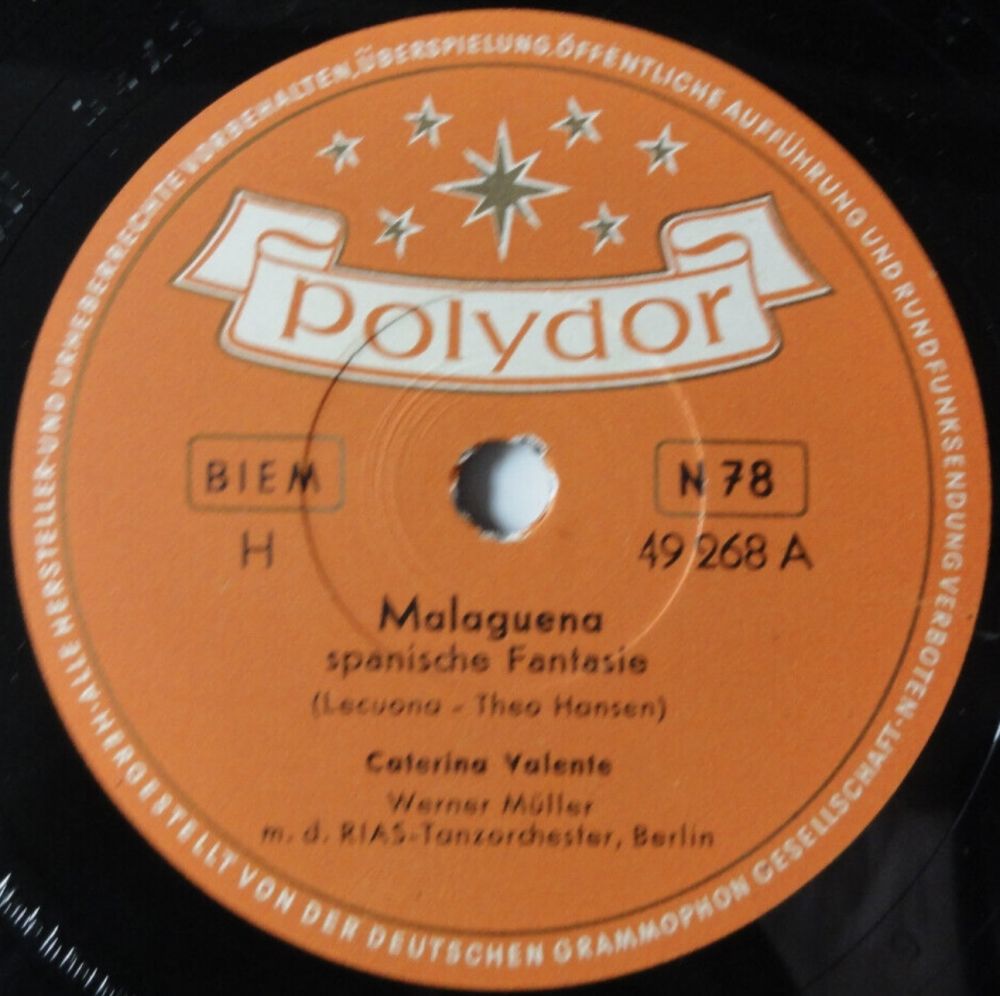 ALLE HERSTELLER-UND URHEBERRECHTE VORBEHALTEN, ÜBERSPIELUNG, ÖFFENTLICHE AUFFÜHRUNG UND RUNDFUNKSENDUNG VERBOTEN·
HERGESTELLT VON DER DEUTSCHEN GRAMMOPHON GESELLSCHAFT·
polydor
BIEM
N 78
H
49 268 A
Malaguena
spanische Fantasie
(Lecuona - Theo Hansen)
Caterina Valente
Werner Müller
m. d. RIAS-Tanzorchester, Berlin